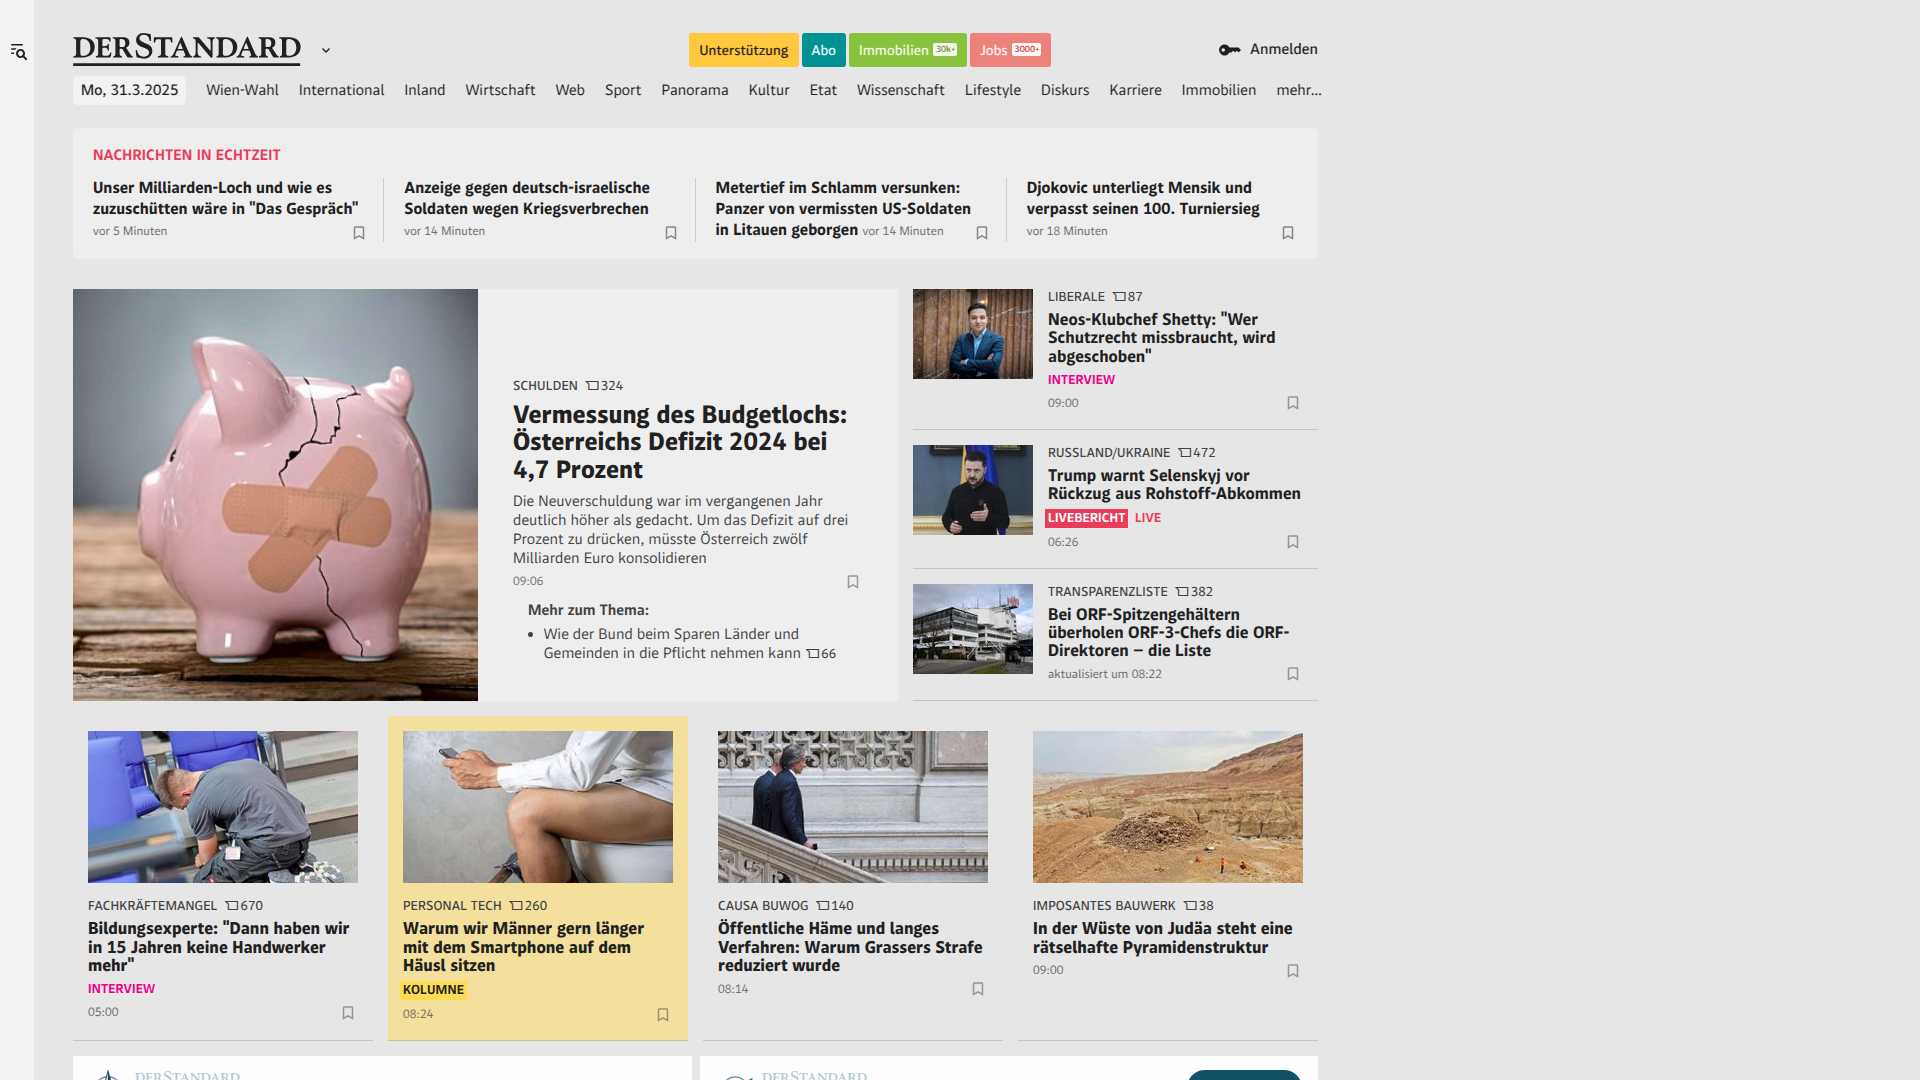 DERSTANDARD
Unterstützung
Abo
Immobilien 30k+
Jobs 3000+
Anmelden
Mo, 31.3.2025
Wien-Wahl
International
Inland
Wirtschaft
Web
Sport
Panorama
Kultur
Etat
Wissenschaft
Lifestyle
Diskurs
Karriere
Immobilien
mehr...
NACHRICHTEN IN ECHTZEIT
Unser Milliarden-Loch und wie es
zuzuschütten wäre in "Das Gespräch"
vor 5 Minuten
Anzeige gegen deutsch-israelische
Soldaten wegen Kriegsverbrechen
vor 14 Minuten
Metertief im Schlamm versunken:
Panzer von vermissten US-Soldaten
in Litauen geborgen vor 14 Minuten
Djokovic unterliegt Mensik und
verpasst seinen 100. Turniersieg
vor 18 Minuten
SCHULDEN 324
Vermessung des Budgetlochs:
Österreichs Defizit 2024 bei
4,7 Prozent
Die Neuverschuldung war im vergangenen Jahr
deutlich höher als gedacht. Um das Defizit auf drei
Prozent zu drücken, müsste Österreich zwölf
Milliarden Euro konsolidieren
09:06
Mehr zum Thema:
• Wie der Bund beim Sparen Länder und
Gemeinden in die Pflicht nehmen kann 66
LIBERALE 87
Neos-Klubchef Shetty: "Wer
Schutzrecht missbraucht, wird
abgeschoben"
INTERVIEW
09:00
RUSSLAND/UKRAINE 472
Trump warnt Selenskyj vor
Rückzug aus Rohstoff-Abkommen
LIVEBERICHT LIVE
06:26
TRANSPARENZLISTE 382
Bei ORF-Spitzengehältern
überholen ORF-3-Chefs die ORF-
Direktoren – die Liste
aktualisiert um 08:22
FACHKRÄFTEMANGEL 670
Bildungsexperte: "Dann haben wir
in 15 Jahren keine Handwerker
mehr"
INTERVIEW
05:00
PERSONAL TECH 260
Warum wir Männer gern länger
mit dem Smartphone auf dem
Häusl sitzen
KOLUMNE
08:24
CAUSA BUWOG 140
Öffentliche Häme und langes
Verfahren: Warum Grassers Strafe
reduziert wurde
08:14
IMPOSANTES BAUWERK 38
In der Wüste von Judäa steht eine
rätselhafte Pyramidenstruktur
09:00
DERSTANDARD
DERSTANDARD